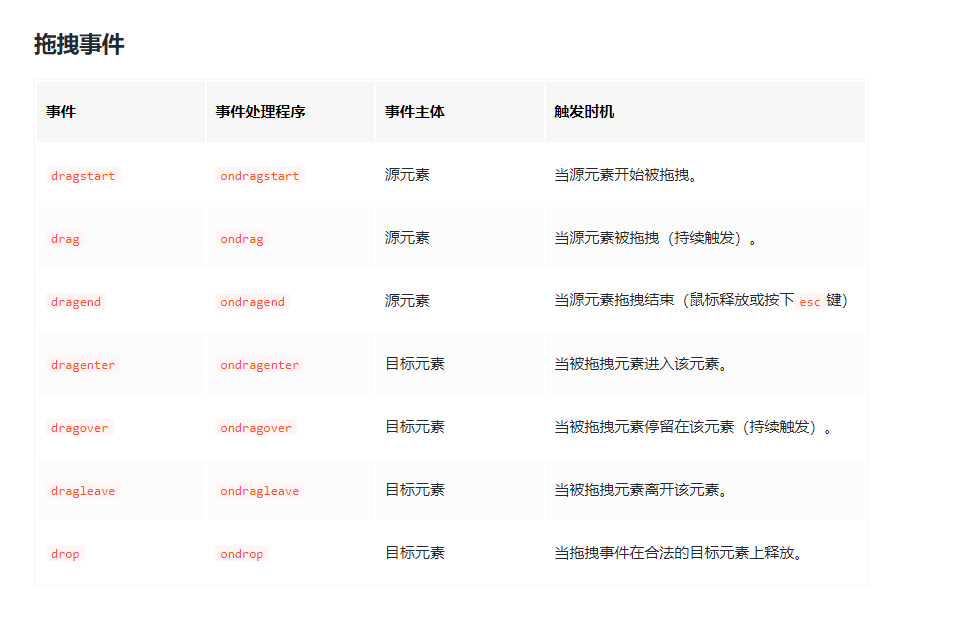 拖拽事件
事件 事件处理程序 事件主体 触发时机
dragstart ondragstart 源元素 当源元素开始被拖拽。
drag ondrag 源元素 当源元素被拖拽（持续触发）。
dragend ondragend 源元素 当源元素拖拽结束（鼠标释放或按下 esc 键）
dragenter ondragenter 目标元素 当被拖拽元素进入该元素。
dragover ondragover 目标元素 当被拖拽元素停留在该元素（持续触发）。
dragleave ondragleave 目标元素 当被拖拽元素离开该元素。
drop ondrop 目标元素 当拖拽事件在合法的目标元素上释放。